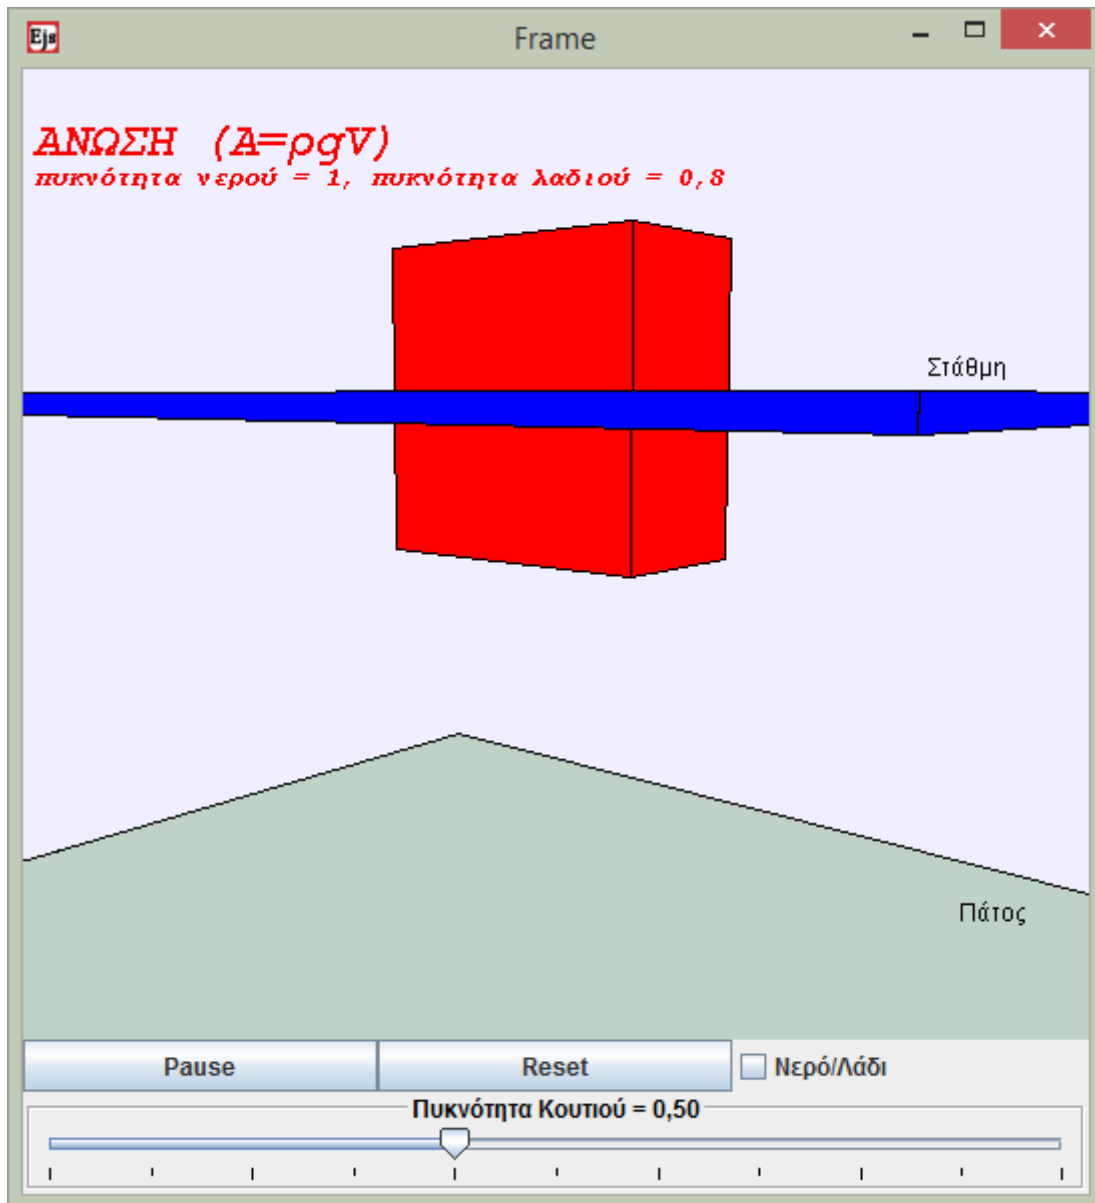 Ejs Frame
ΑΝΩΣΗ (Α=ρgV)
πυκνότητα νερού = 1, πυκνότητα λαδιού = 0,8
Στάθμη
Πάτος
Pause Reset Νερό/Λάδι
Πυκνότητα Κουτιού = 0,50